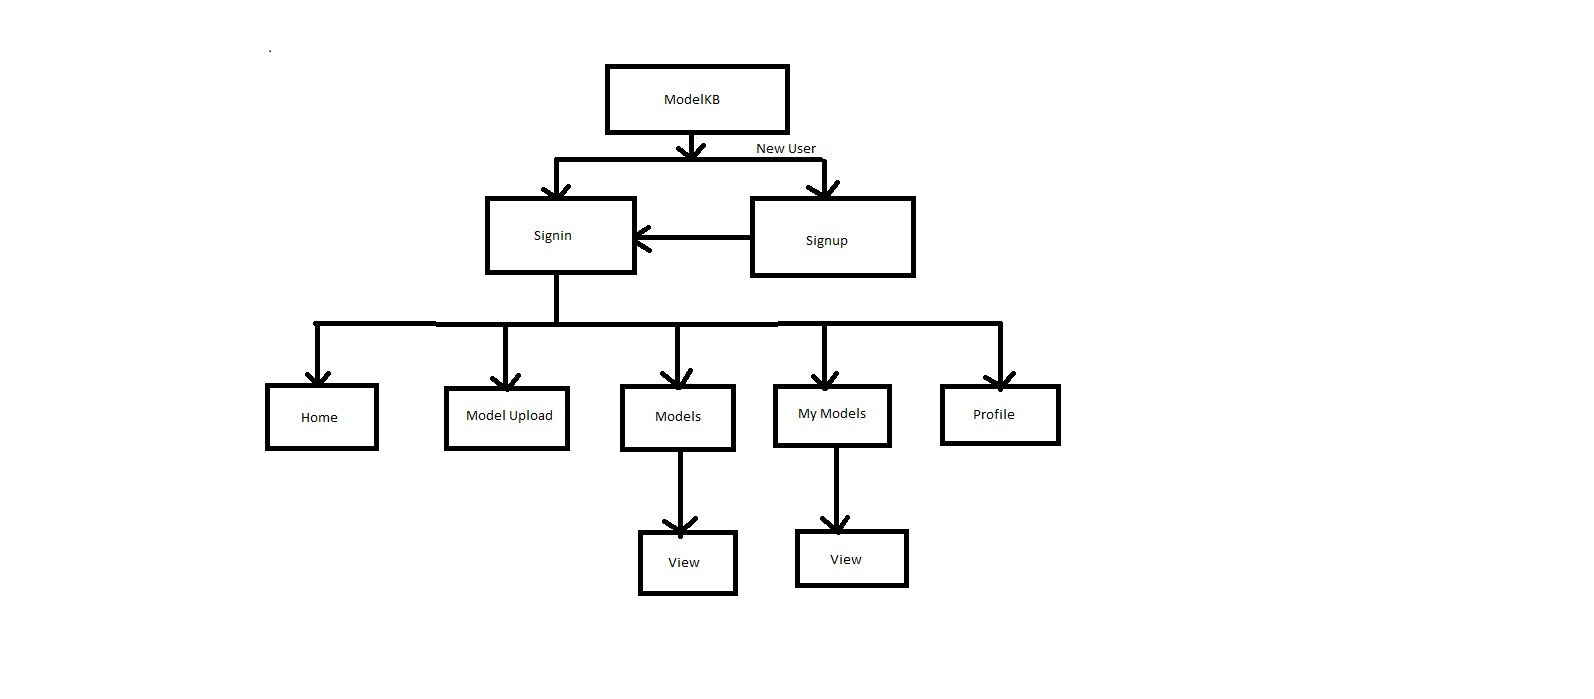 ModelKB
New User
Signin
Signup
Home
Model Upload
Models
My Models
Profile
View
View